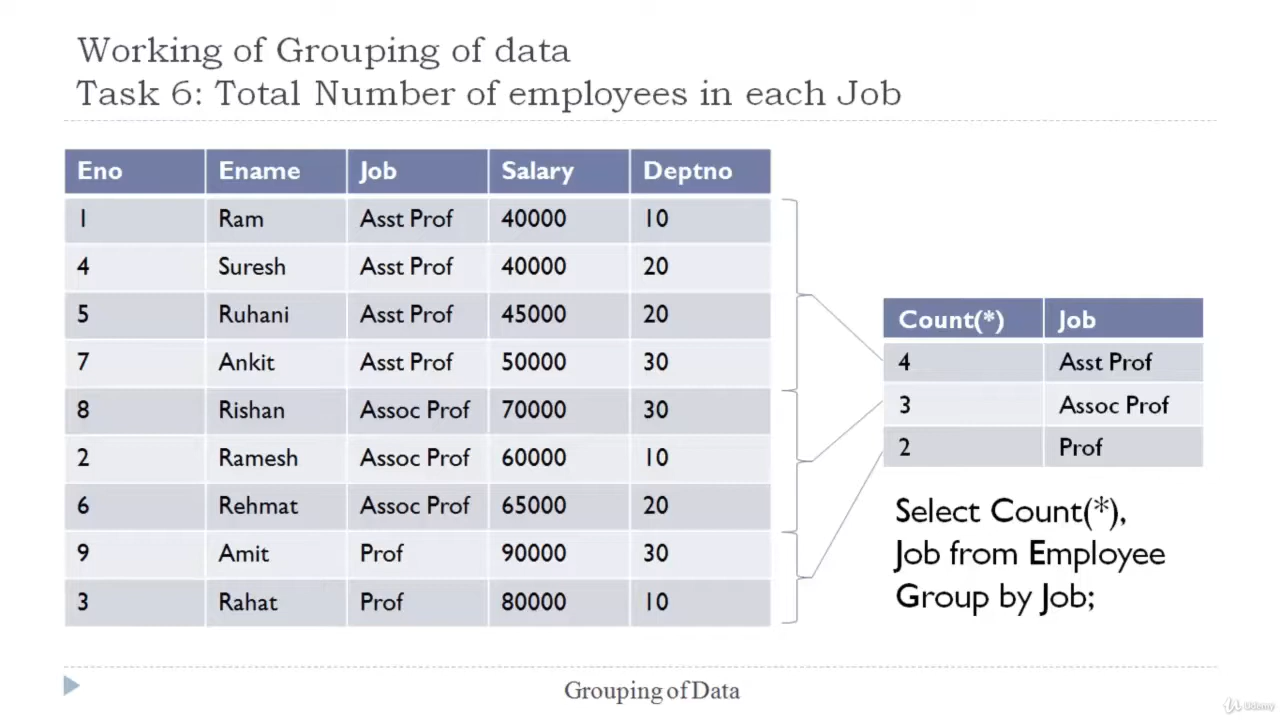 Working of Grouping of data
Task 6: Total Number of employees in each Job
Eno Ename Job Salary Deptno
1 Ram Asst Prof 40000 10
4 Suresh Asst Prof 40000 20
5 Ruhani Asst Prof 45000 20
7 Ankit Asst Prof 50000 30
8 Rishan Assoc Prof 70000 30
2 Ramesh Assoc Prof 60000 10
6 Rehmat Assoc Prof 65000 20
9 Amit Prof 90000 30
3 Rahat Prof 80000 10
Count(*) Job
4 Asst Prof
3 Assoc Prof
2 Prof
Select Count(*),
Job from Employee
Group by Job;
Grouping of Data
Udemy